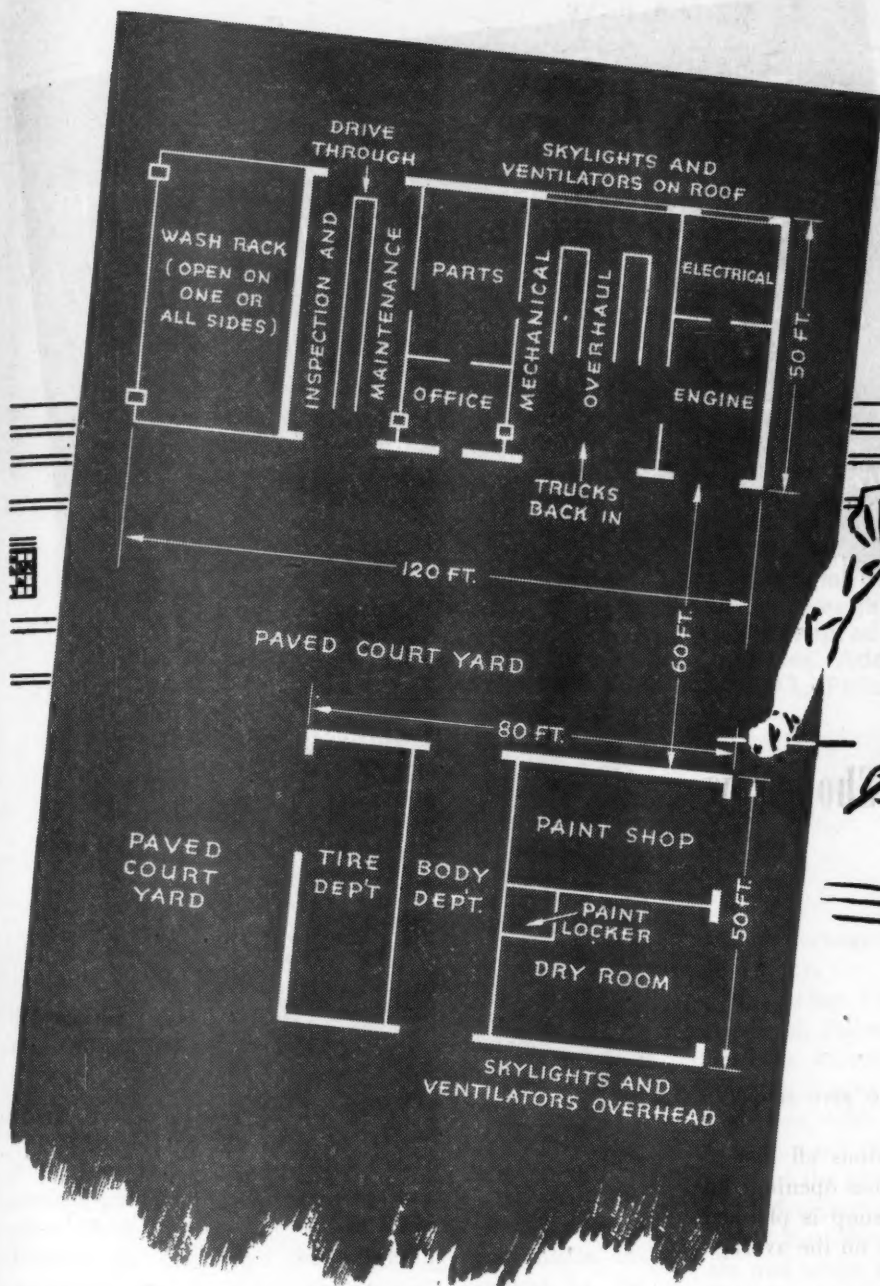 DRIVE
THROUGH
SKYLIGHTS AND
VENTILATORS ON ROOF
WASH RACK
(OPEN ON
ONE OR
ALL SIDES)
INSPECTION AND
MAINTENANCE
PARTS
OFFICE
MECHANICAL
OVERHAUL
ELECTRICAL
ENGINE
50 FT.
TRUCKS
BACK IN
120 FT.
60 FT.
PAVED COURT YARD
80 FT.
PAVED
COURT
YARD
TIRE
DEP'T
BODY
DEP'T.
PAINT SHOP
PAINT
LOCKER
DRY ROOM
50 FT.
SKYLIGHTS AND
VENTILATORS OVERHEAD